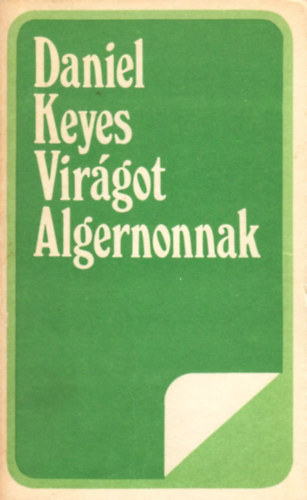 Daniel
Keyes
Virágot
Algernonnak